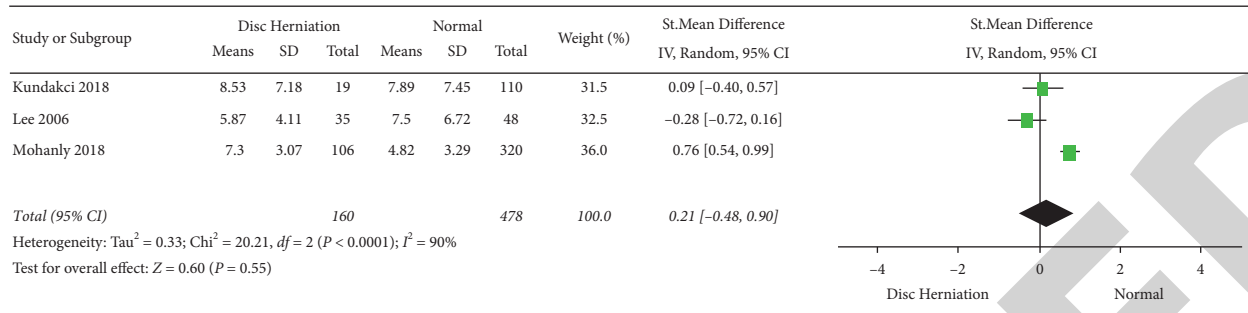 Study or Subgroup Disc Herniation Normal Weight (%) St.Mean Difference St.Mean Difference
Means SD Total Means SD Total IV, Random, 95% CI IV, Random, 95% CI
Kundakci 2018 8.53 7.18 19 7.89 7.45 110 31.5 0.09 [–0.40, 0.57]
Lee 2006 5.87 4.11 35 7.5 6.72 48 32.5 –0.28 [–0.72, 0.16]
Mohanly 2018 7.3 3.07 106 4.82 3.29 320 36.0 0.76 [0.54, 0.99]
Total (95% CI) 160 478 100.0 0.21 [–0.48, 0.90]
Heterogeneity: Tau² = 0.33; Chi² = 20.21, df = 2 (P < 0.0001); I² = 90%
Test for overall effect: Z = 0.60 (P = 0.55)
–4 –2 0 2 4
Disc Herniation Normal